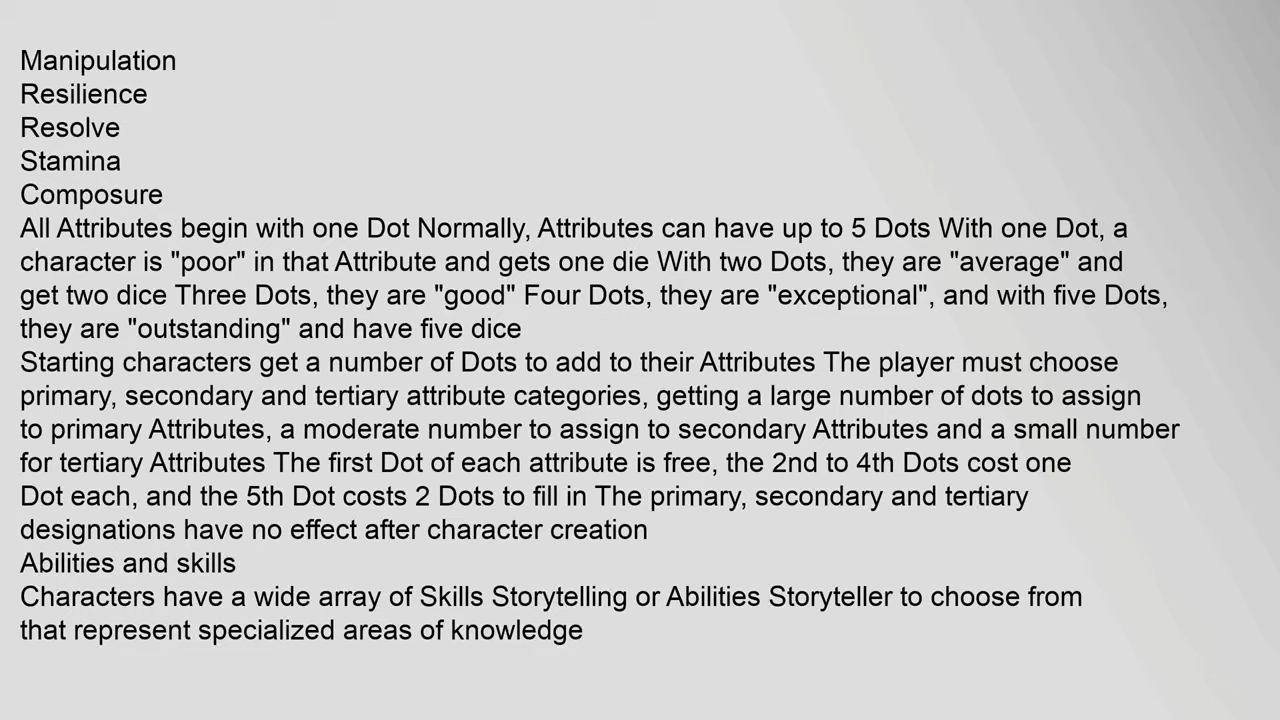 Manipulation
Resilience
Resolve
Stamina
Composure
All Attributes begin with one Dot Normally, Attributes can have up to 5 Dots With one Dot, a
character is "poor" in that Attribute and gets one die With two Dots, they are "average" and
get two dice Three Dots, they are "good" Four Dots, they are "exceptional", and with five Dots,
they are "outstanding" and have five dice
Starting characters get a number of Dots to add to their Attributes The player must choose
primary, secondary and tertiary attribute categories, getting a large number of dots to assign
to primary Attributes, a moderate number to assign to secondary Attributes and a small number
for tertiary Attributes The first Dot of each attribute is free, the 2nd to 4th Dots cost one
Dot each, and the 5th Dot costs 2 Dots to fill in The primary, secondary and tertiary
designations have no effect after character creation
Abilities and skills
Characters have a wide array of Skills Storytelling or Abilities Storyteller to choose from
that represent specialized areas of knowledge